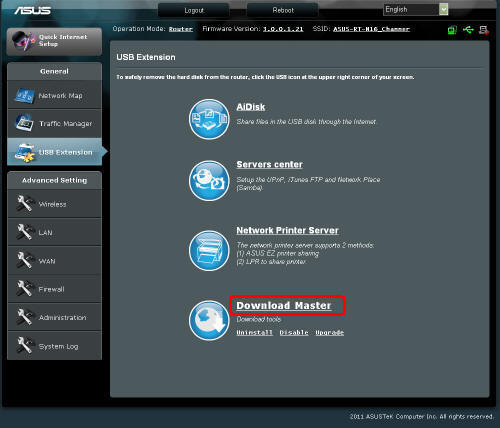 ASUS
Logout
Reboot
English
Quick Internet
Setup
Operation Mode: Router Firmware Version: 3.0.0.1.21 SSID: ASUS-RT-N16_Channer
General
Network Map
Traffic Manager
USB Extension
Advanced Setting
Wireless
LAN
WAN
Firewall
Administration
System Log
USB Extension
To safely remove the hard disk from the router, click the USB icon at the upper right corner of your screen.
AiDisk
Share files in the USB disk through the Internet.
Servers center
Setup the UPnP, iTunes FTP and Network Place
(Samba).
Network Printer Server
The network printer server supports 2 methods:
(1) ASUS EZ printer sharing
(2) LPR to share printer
Download Master
Download tools
Uninstall Disable Upgrade
2011 ASUSTeK Computer Inc. All rights reserved.